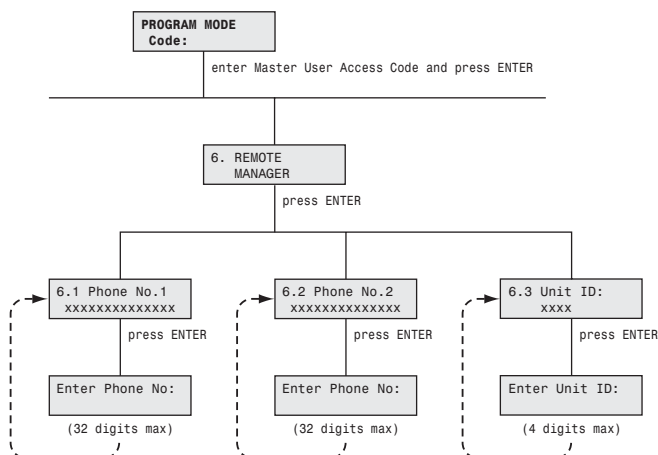 PROGRAM MODE
Code:
enter Master User Access Code and press ENTER
6. REMOTE
MANAGER
press ENTER
6.1 Phone No.1
xxxxxxxxxxxxxx
press ENTER
Enter Phone No:
(32 digits max)
6.2 Phone No.2
xxxxxxxxxxxxxx
press ENTER
Enter Phone No:
(32 digits max)
6.3 Unit ID:
xxxx
press ENTER
Enter Unit ID:
(4 digits max)